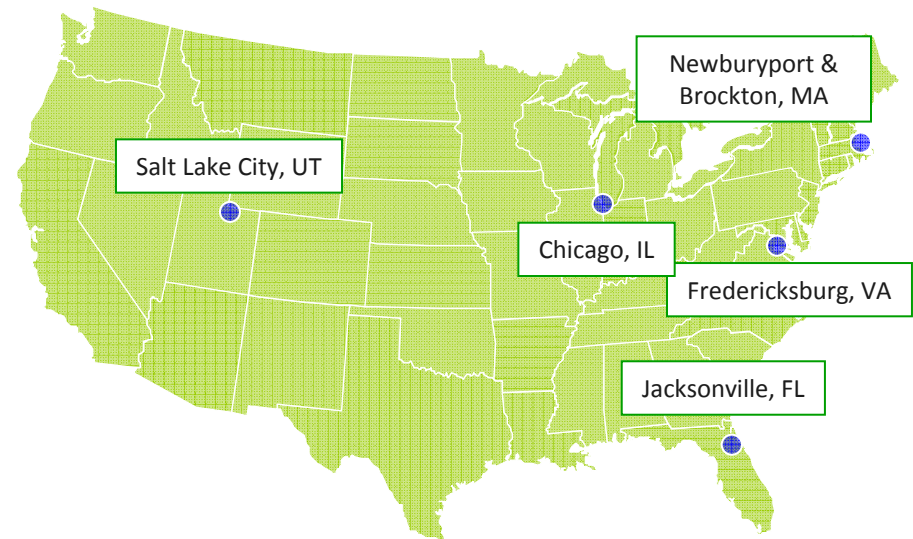 Newburyport &
Brockton, MA
Salt Lake City, UT
Chicago, IL
Fredericksburg, VA
Jacksonville, FL